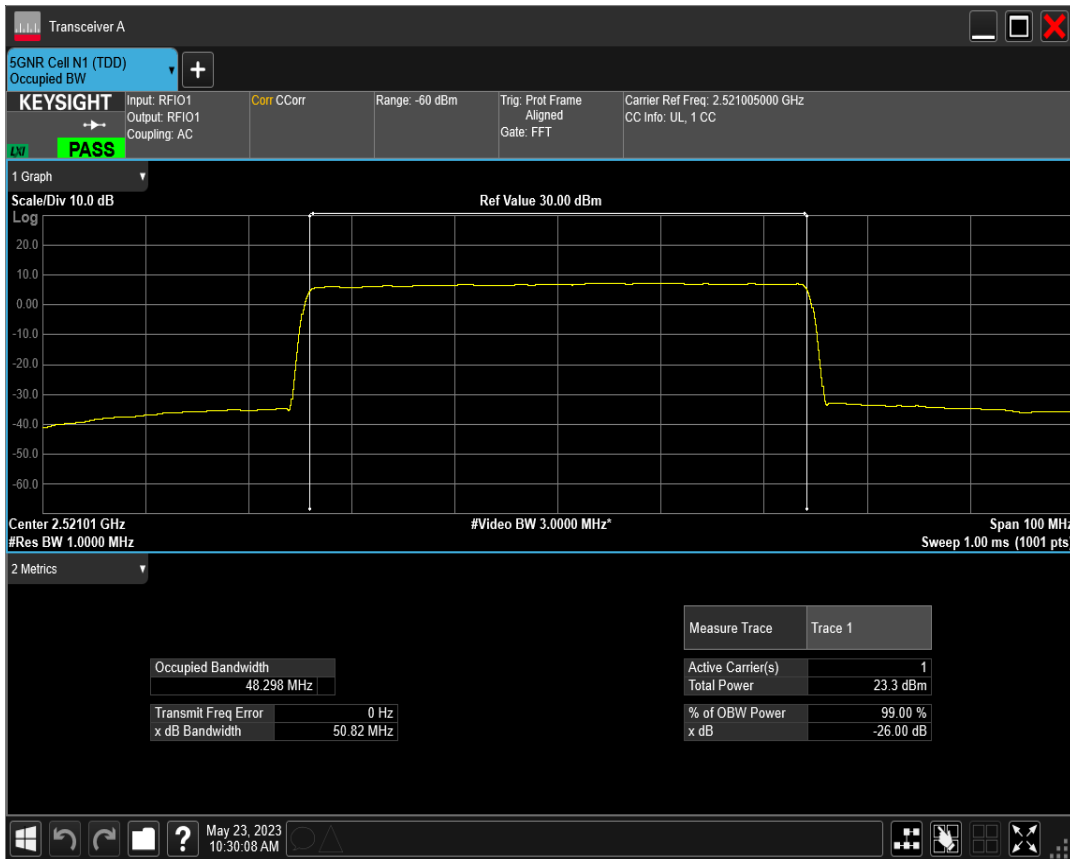 Transceiver A
5GNR Cell N1 (TDD)
Occupied BW
+
KEYSIGHT
LXI
PASS
Input: RFIO1
Output: RFIO1
Coupling: AC
Corr CCorr
Range: -60 dBm
Trig: Prot Frame
Aligned
Gate: FFT
Carrier Ref Freq: 2.521005000 GHz
CC Info: UL, 1 CC
1 Graph
Scale/Div 10.0 dB
Ref Value 30.00 dBm
Log
20.0
10.0
0.00
-10.0
-20.0
-30.0
-40.0
-50.0
-60.0
Center 2.52101 GHz
#Video BW 3.0000 MHz*
Span 100 MHz
#Res BW 1.0000 MHz
Sweep 1.00 ms (1001 pts)
2 Metrics
Measure Trace Trace 1
Occupied Bandwidth
48.298 MHz
Transmit Freq Error 0 Hz
x dB Bandwidth 50.82 MHz
Active Carrier(s) 1
Total Power 23.3 dBm
% of OBW Power 99.00 %
x dB -26.00 dB
?
May 23, 2023
10:30:08 AM